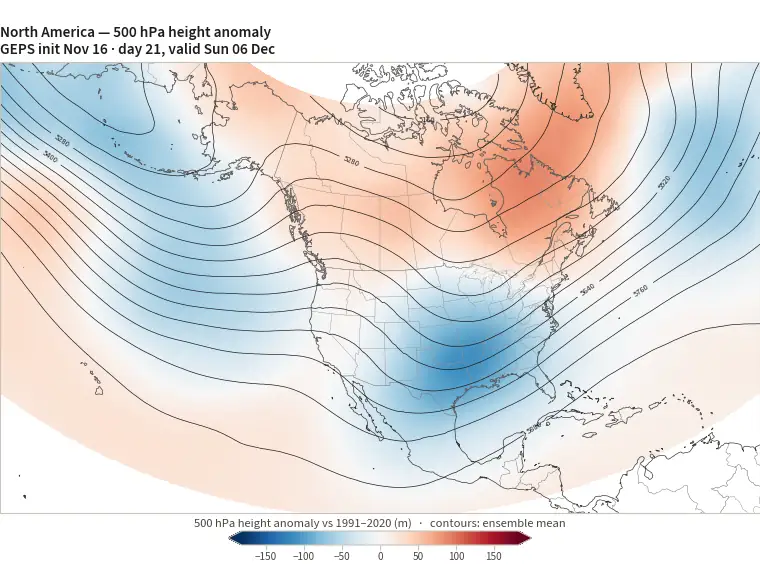 North America — 500 hPa height anomaly
GEPS init Nov 16 · day 21, valid Sun 06 Dec
5280
5400
5280
5520
5640
5760
500 hPa height anomaly vs 1991–2020 (m)  ·  contours: ensemble mean
−150 −100 −50 0 50 100 150